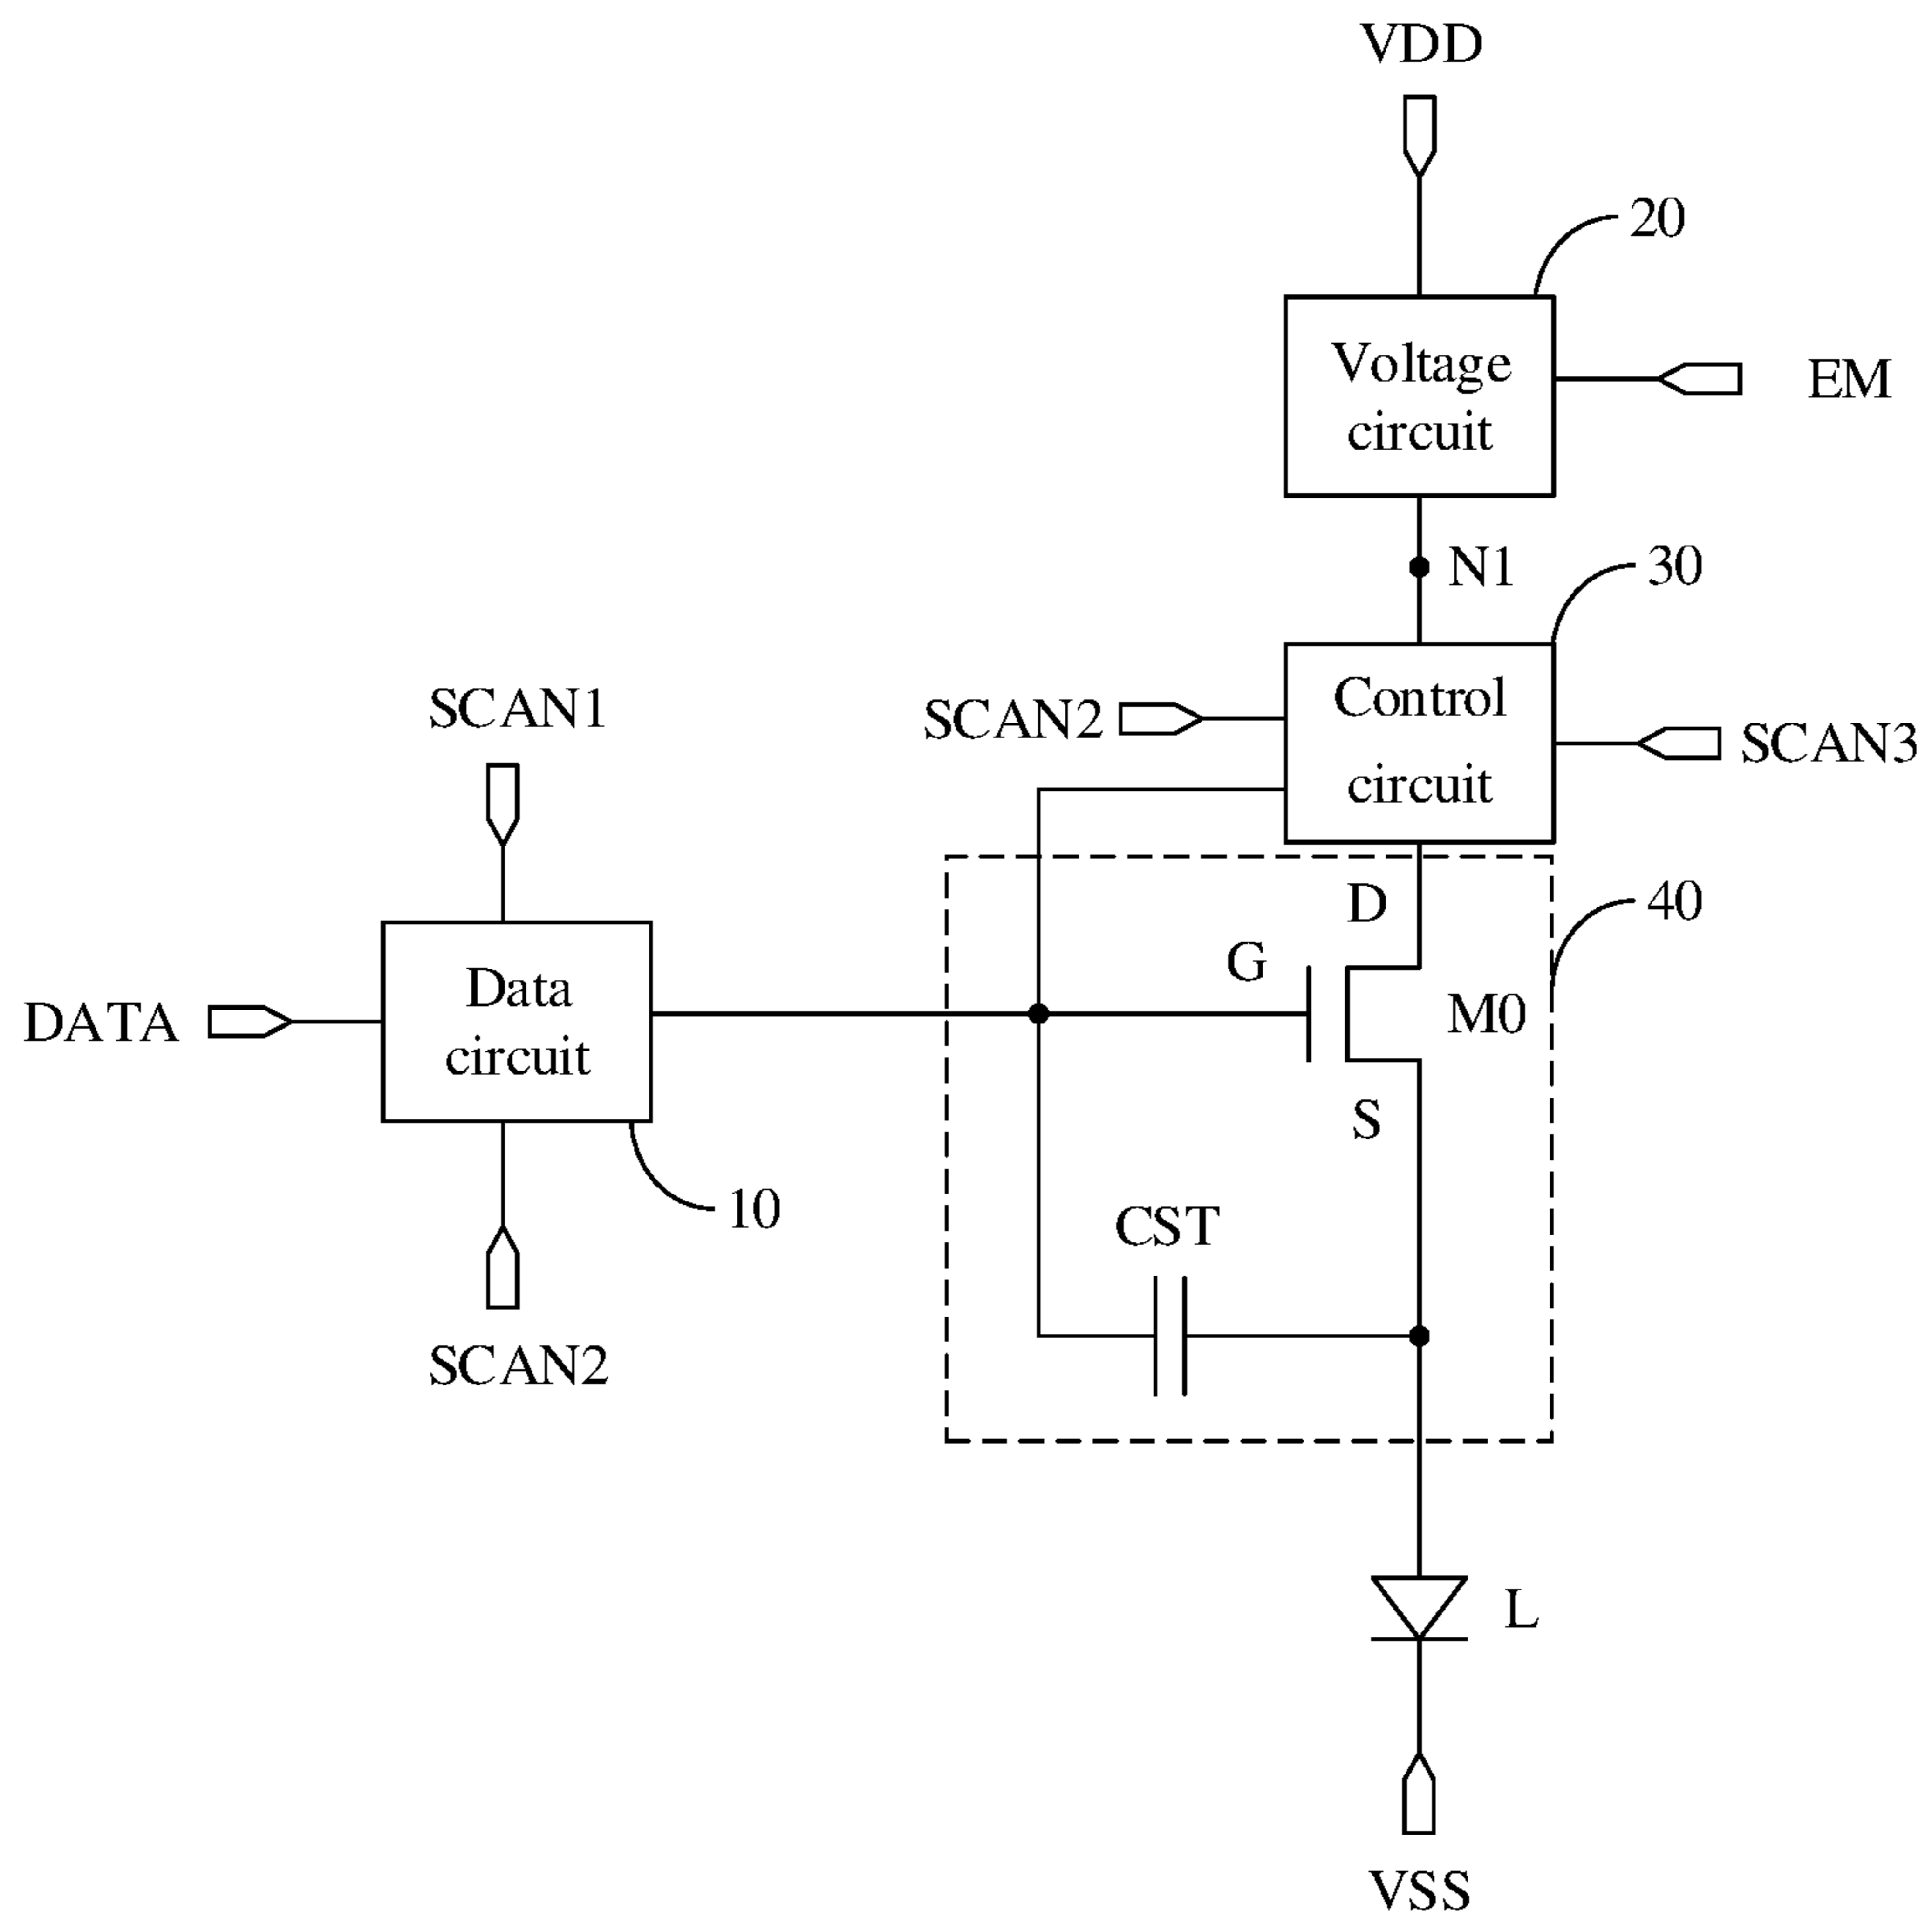 VDD
20
Voltage
circuit
EM
N1
30
SCAN1
SCAN2
Control
circuit
SCAN3
D
40
G
Data
circuit
DATA
M0
S
10
CST
SCAN2
L
VSS